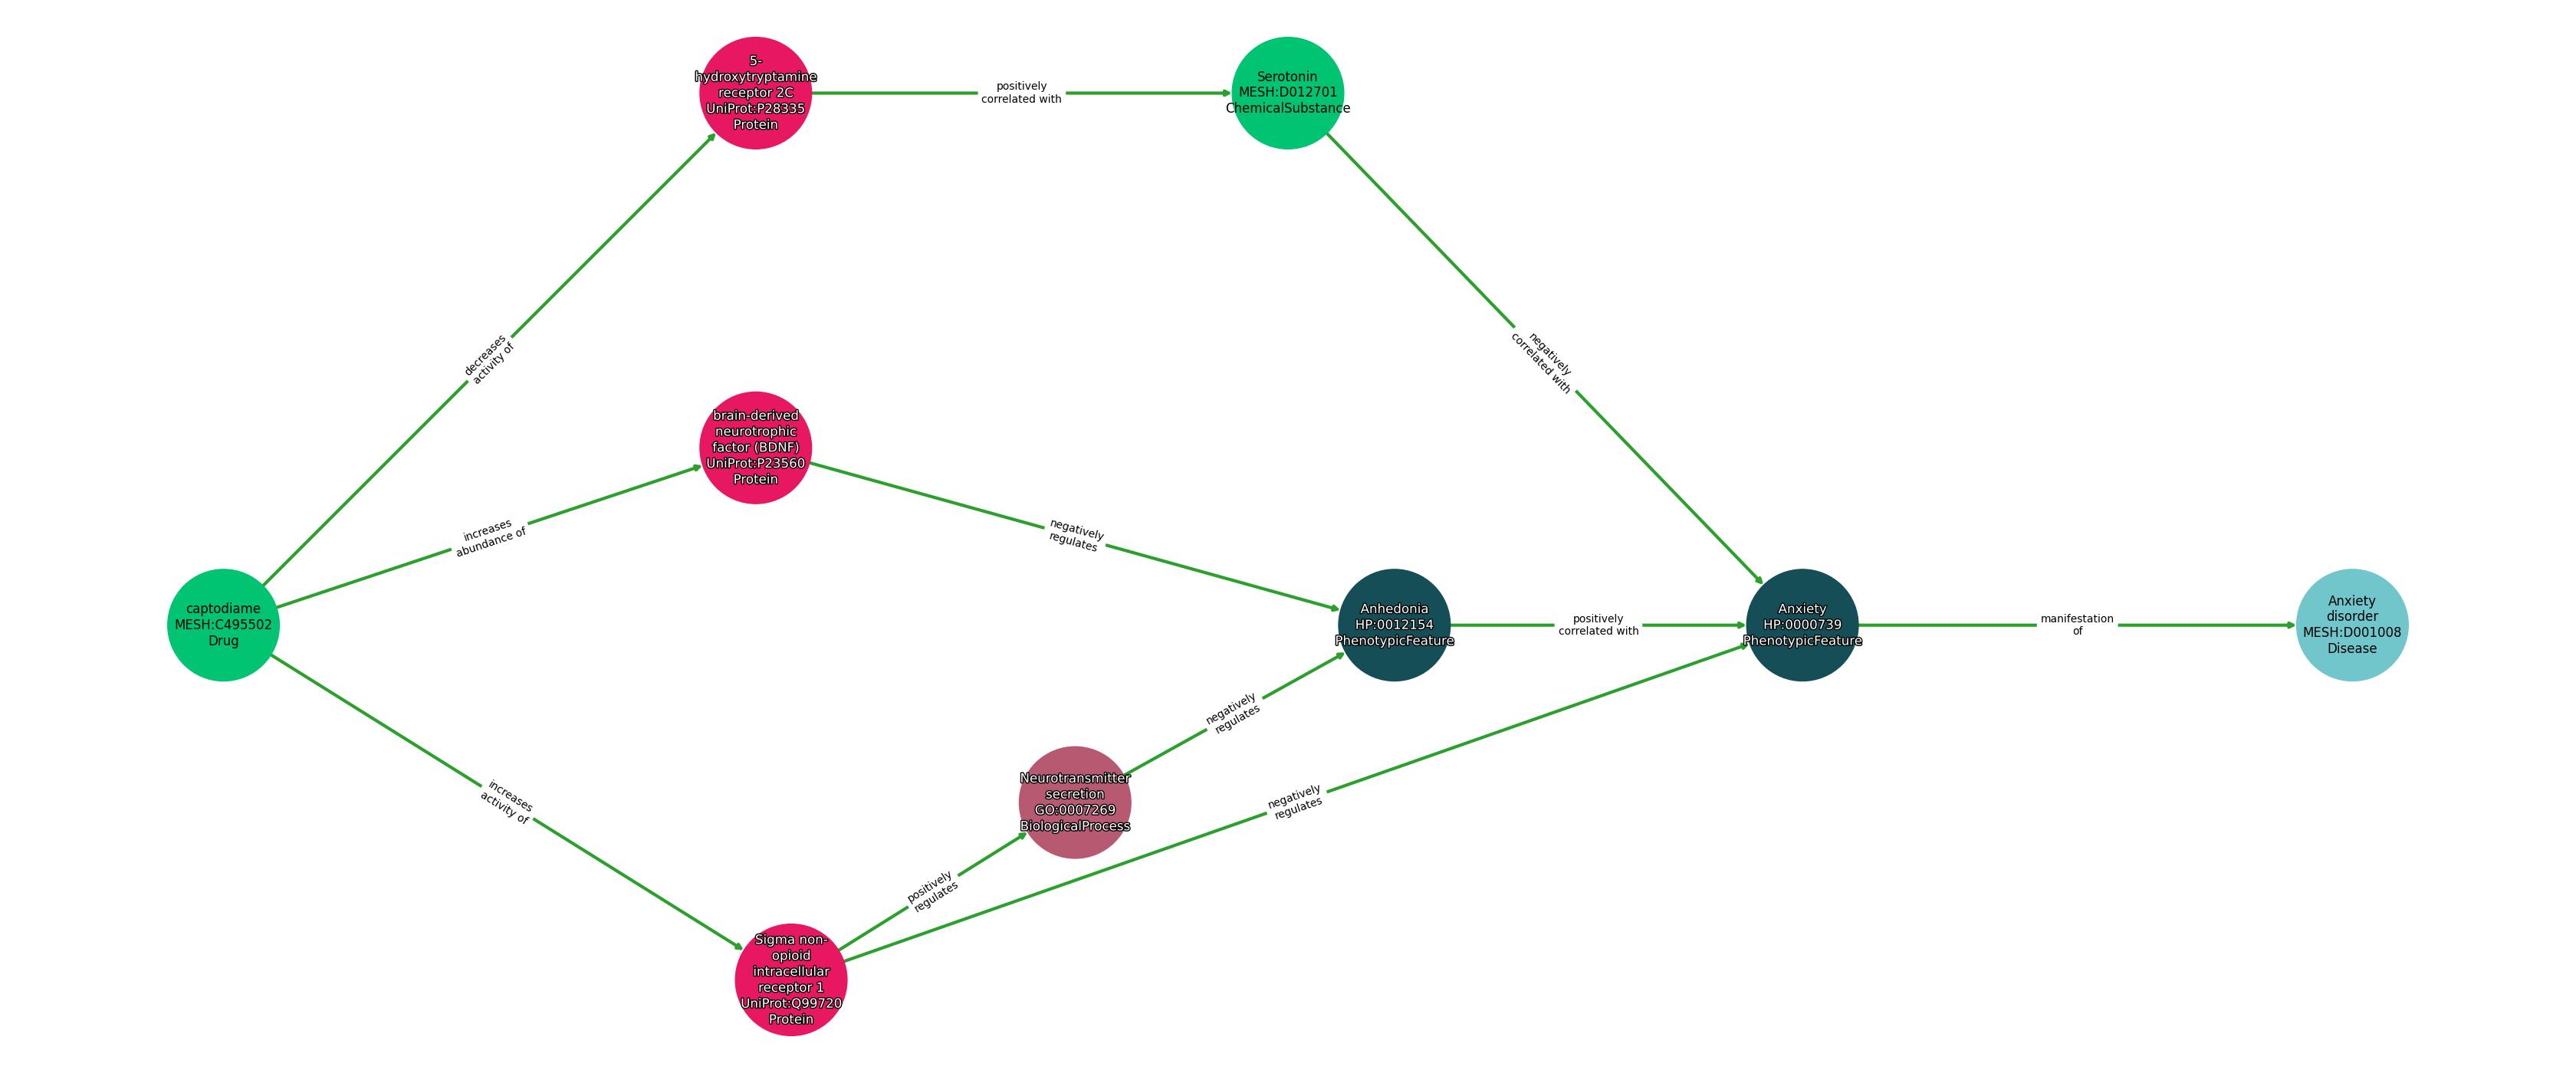 5-
hydroxytryptamine
receptor 2C
UniProt:P28335
Protein
positively
correlated with
Serotonin
MESH:D012701
ChemicalSubstance
decreases
activity of
negatively
correlated with
brain-derived
neurotrophic
factor (BDNF)
UniProt:P23560
Protein
increases
abundance of
negatively
regulates
captodiame
MESH:C495502
Drug
Anhedonia
HP:0012154
PhenotypicFeature
positively
correlated with
Anxiety
HP:0000739
PhenotypicFeature
manifestation
of
Anxiety
disorder
MESH:D001008
Disease
negatively
regulates
increases
activity of
Neurotransmitter
secretion
GO:0007269
BiologicalProcess
negatively
regulates
positively
regulates
Sigma non-
opioid
intracellular
receptor 1
UniProt:Q99720
Protein